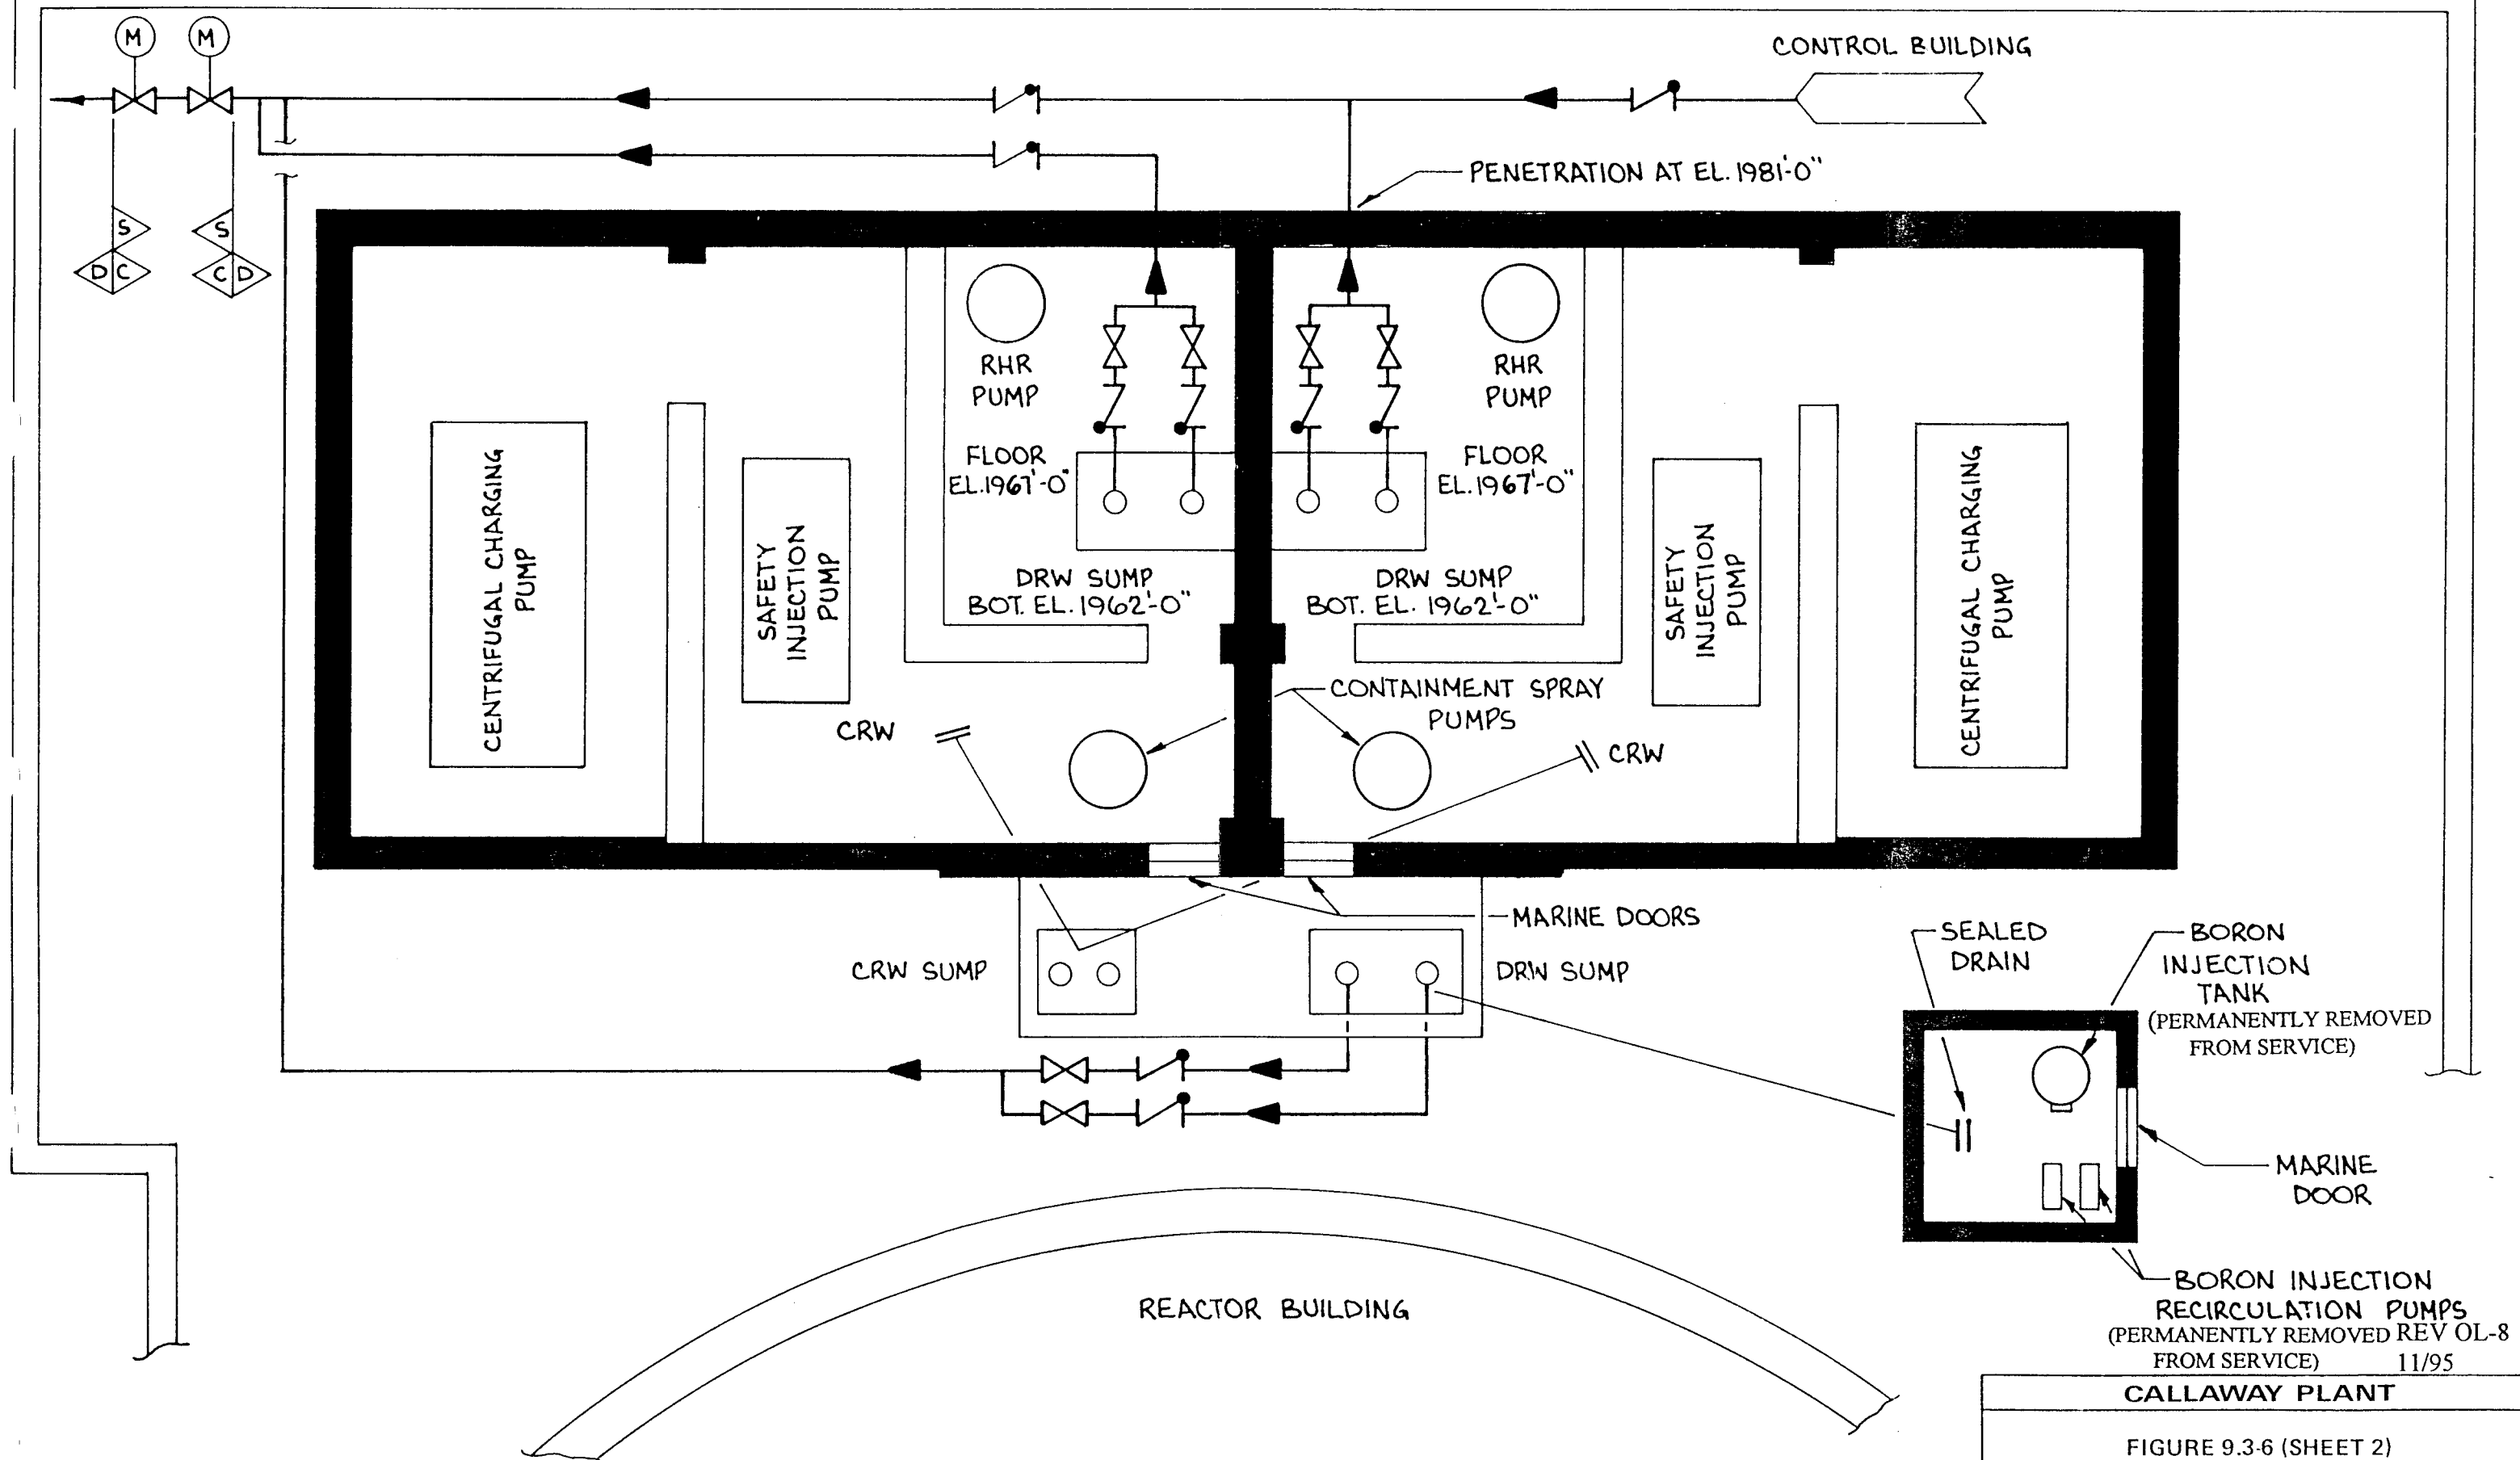 M
M
CONTROL BUILDING
PENETRATION AT EL. 1981'-0"
S
S
D C
C D
RHR
PUMP
RHR
PUMP
FLOOR
EL. 1967'-0"
FLOOR
EL. 1967'-0"
CENTRIFUGAL CHARGING
PUMP
SAFETY
INJECTION
PUMP
DRW SUMP
BOT. EL. 1962'-0"
DRW SUMP
BOT. EL. 1962'-0"
SAFETY
INJECTION
PUMP
CENTRIFUGAL CHARGING
PUMP
CONTAINMENT SPRAY
PUMPS
CRW
CRW
MARINE DOORS
CRW SUMP
DRW SUMP
SEALED
DRAIN
BORON
INJECTION
TANK
(PERMANENTLY REMOVED
FROM SERVICE)
MARINE
DOOR
REACTOR BUILDING
BORON INJECTION
RECIRCULATION PUMPS
(PERMANENTLY REMOVED REV OL-8
FROM SERVICE) 11/95
CALLAWAY PLANT
FIGURE 9.3-6 (SHEET 2)